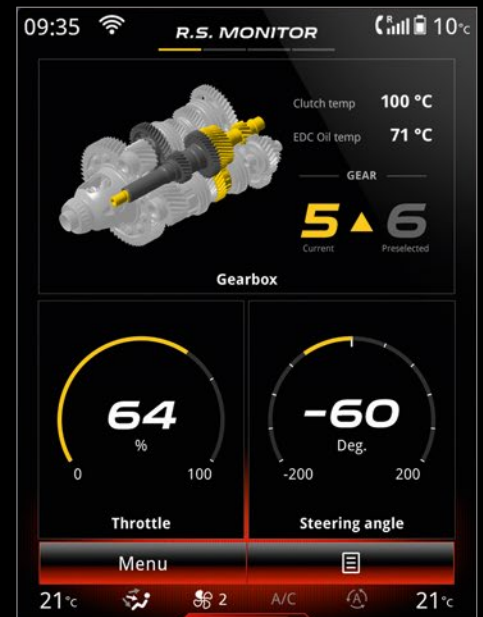 09:35 R.S. MONITOR R 10°C
Clutch temp 100 °C
EDC Oil temp 71 °C
GEAR
5 6
Current Preselected
Gearbox
64 -60
% Deg.
0 100 -200 200
Throttle Steering angle
Menu
21°C 2 A/C A 21°C